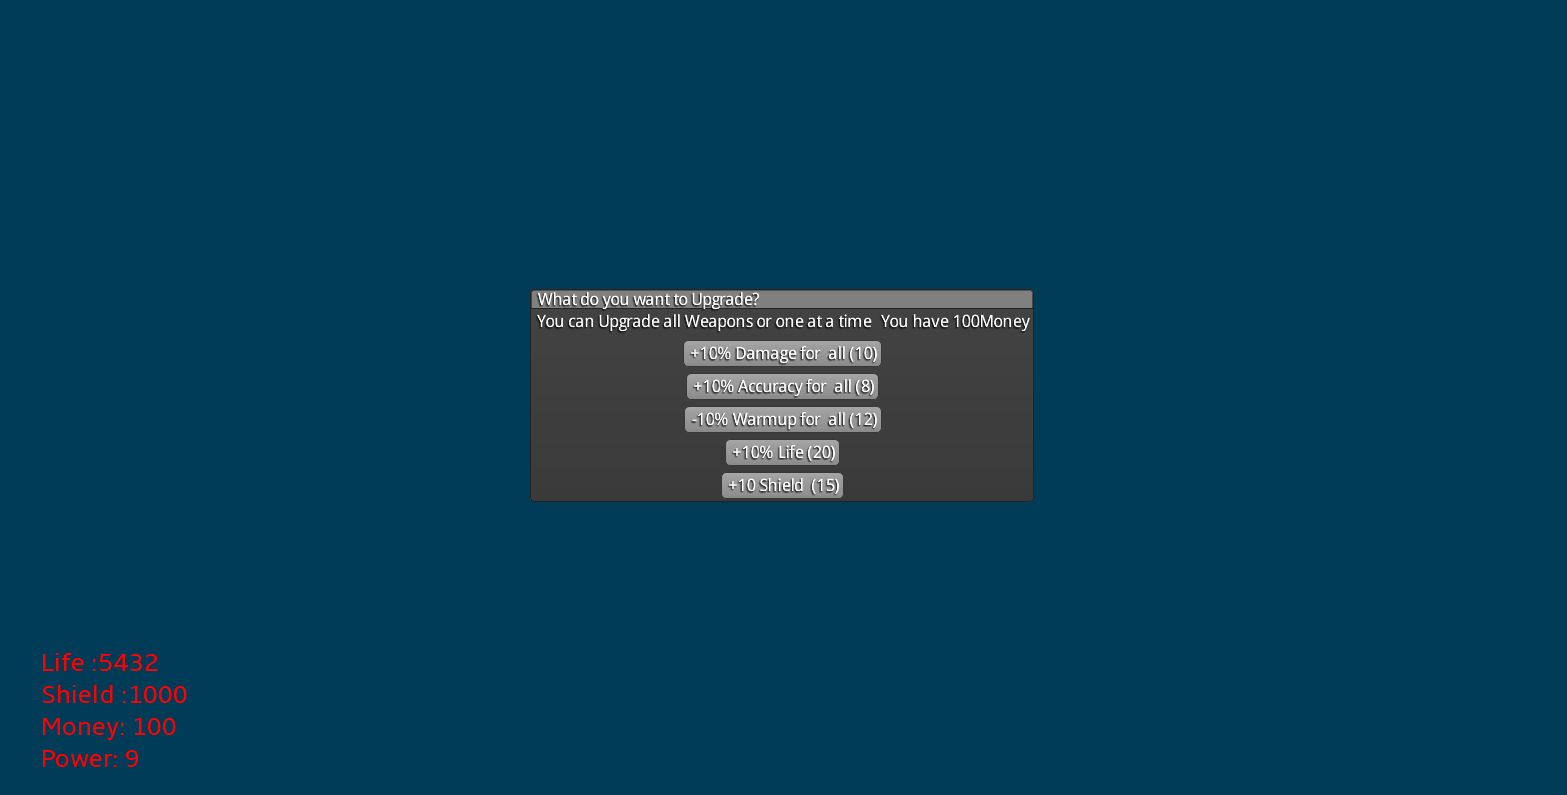 What do you want to Upgrade?
You can Upgrade all Weapons or one at a time  You have 100Money
+10% Damage for  all (10)
+10% Accuracy for  all (8)
-10% Warmup for  all (12)
+10% Life (20)
+10 Shield  (15)
Life :5432
Shield :1000
Money: 100
Power: 9